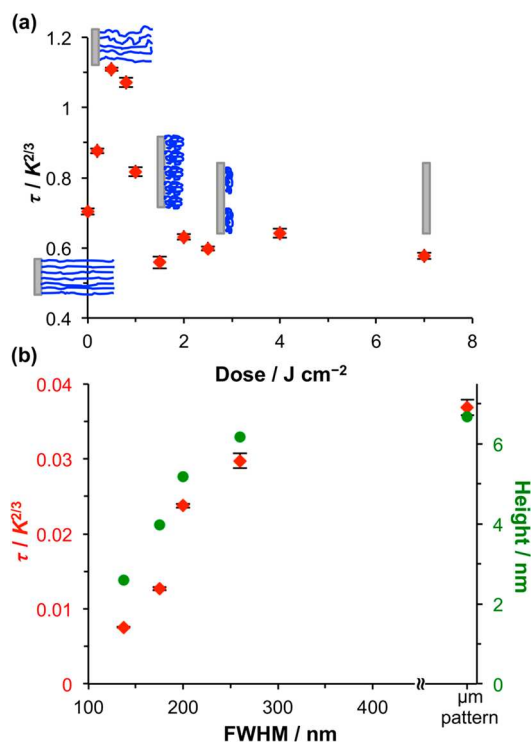 (a)
1.2
1
0.8
0.6
0.4
τ / K2/3
0 2 4 6 8
Dose / J cm−2
(b)
0.04
0.03
0.02
0.01
0
τ / K2/3
6
4
2
0
Height / nm
100 200 300 400 µm
pattern
FWHM / nm